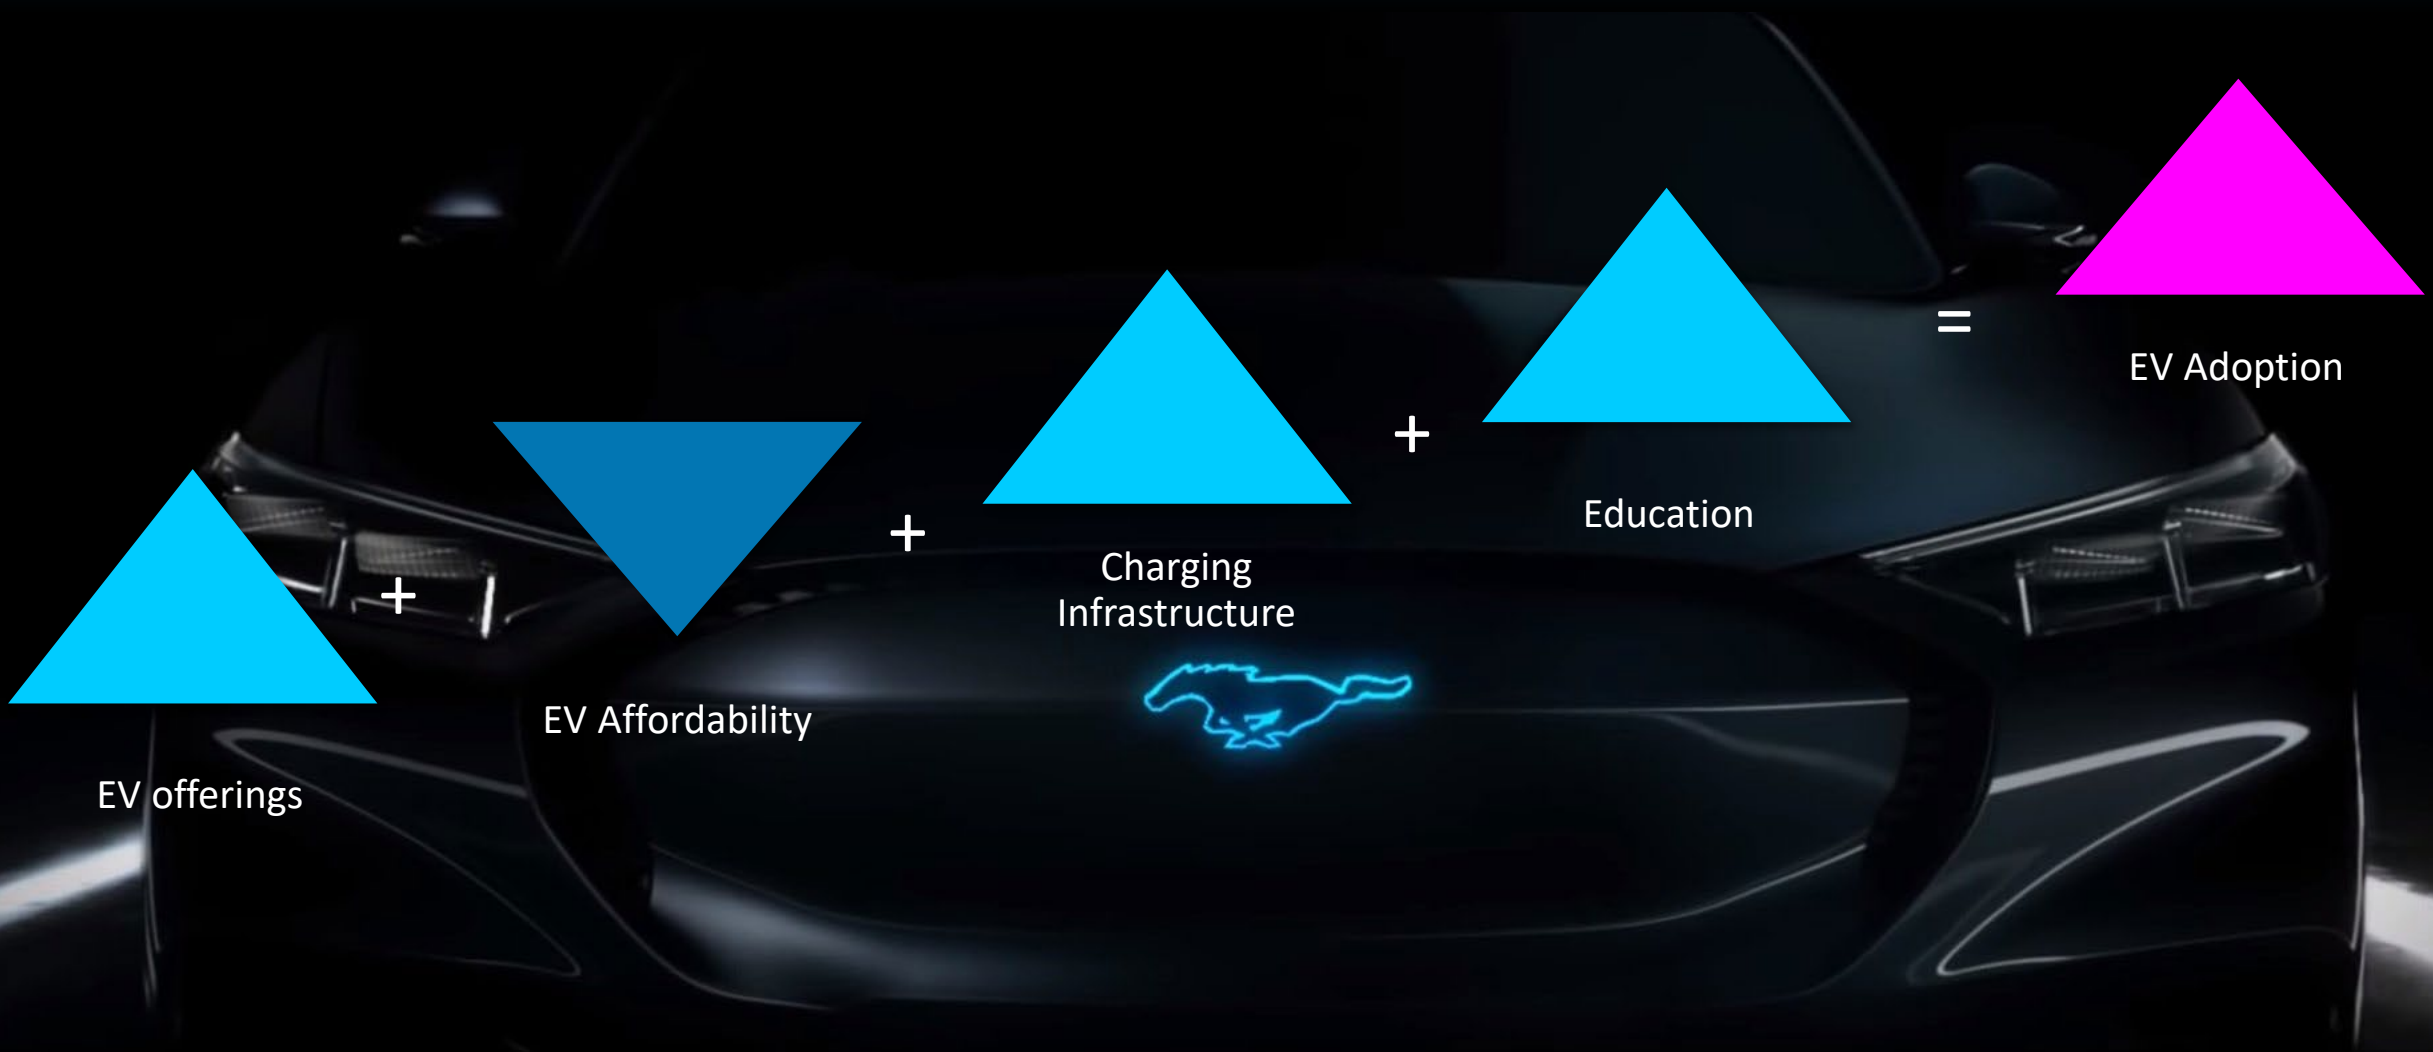 EV offerings
+
EV Affordability
+
Charging
Infrastructure
+
Education
=
EV Adoption